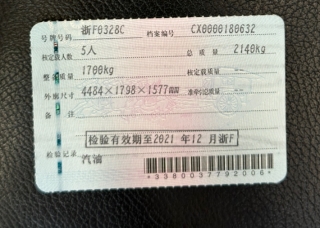 号牌号码 浙F0328C 档案编号 CX0000180632
核定载人数 5人 总质量 2140kg
整备质量 1700kg 核定载质量 --
外廓尺寸 4484×1798×1577mm 准牵引总质量 --
备注
检验有效期至2021年12月浙F
检验记录
汽油
*3380037792006*